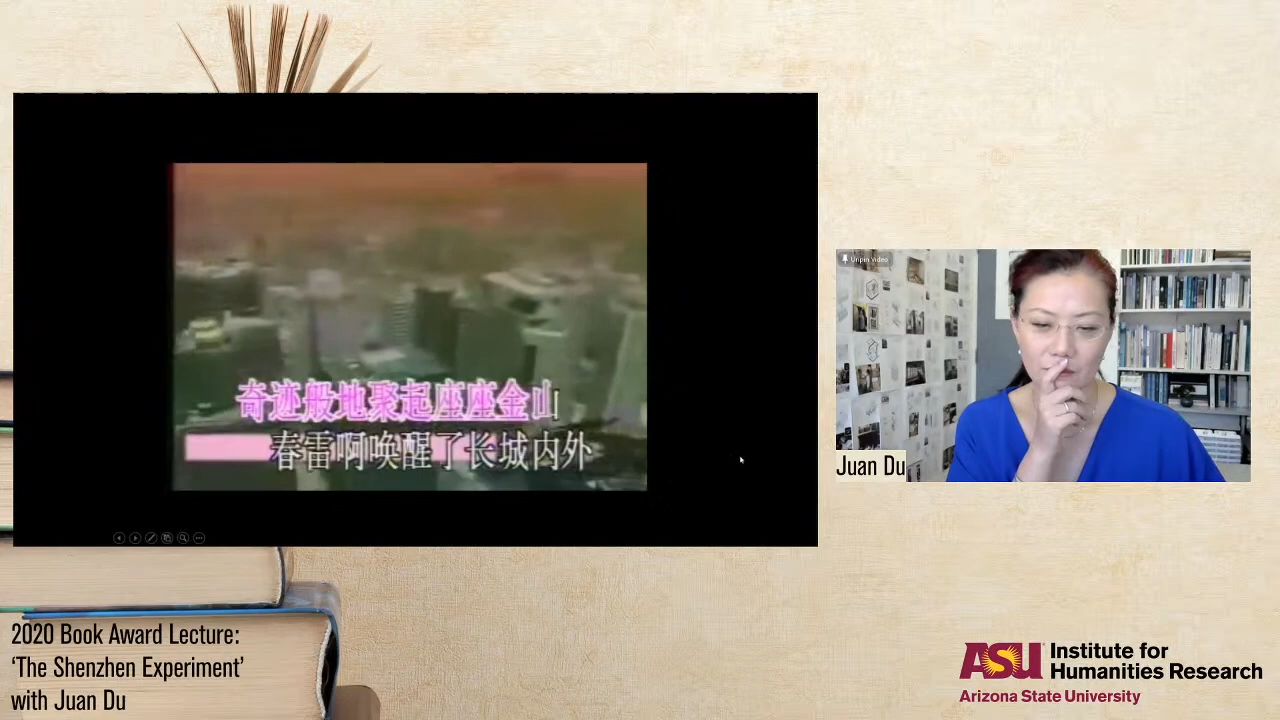 奇迹般地聚起座座金山
春雷啊唤醒了长城内外
Unpin Video
Juan Du
2020 Book Award Lecture:
‘The Shenzhen Experiment’
with Juan Du
ASU Institute for
Humanities Research
Arizona State University